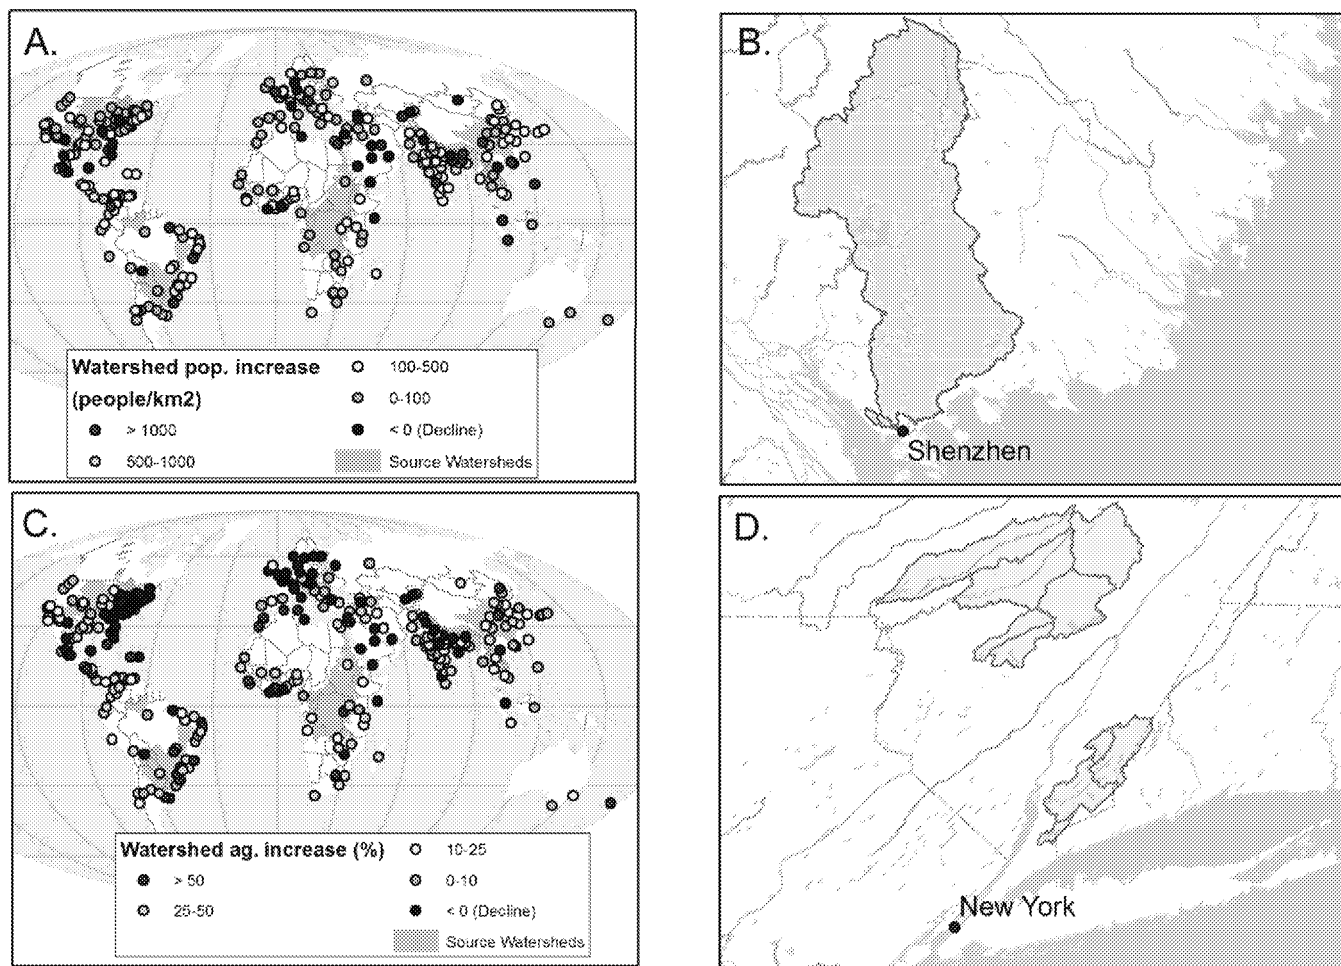 A.
Watershed pop. increase
(people/km2)
> 1000
500-1000
100-500
0-100
< 0 (Decline)
Source Watersheds
B.
Shenzhen
C.
Watershed ag. increase (%)
> 50
25-50
10-25
0-10
< 0 (Decline)
Source Watersheds
D.
New York